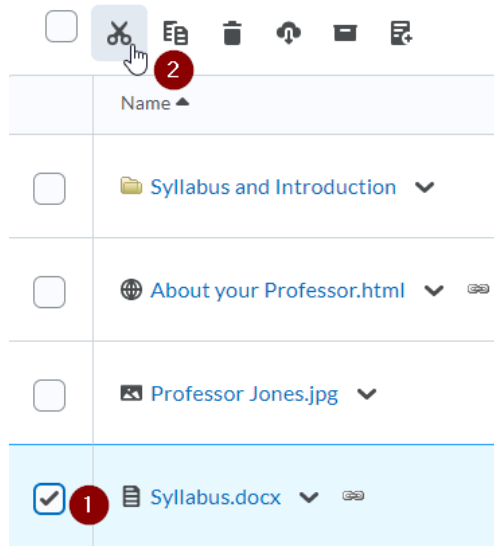 2
Name
Syllabus and Introduction
About your Professor.html
Professor Jones.jpg
1 Syllabus.docx